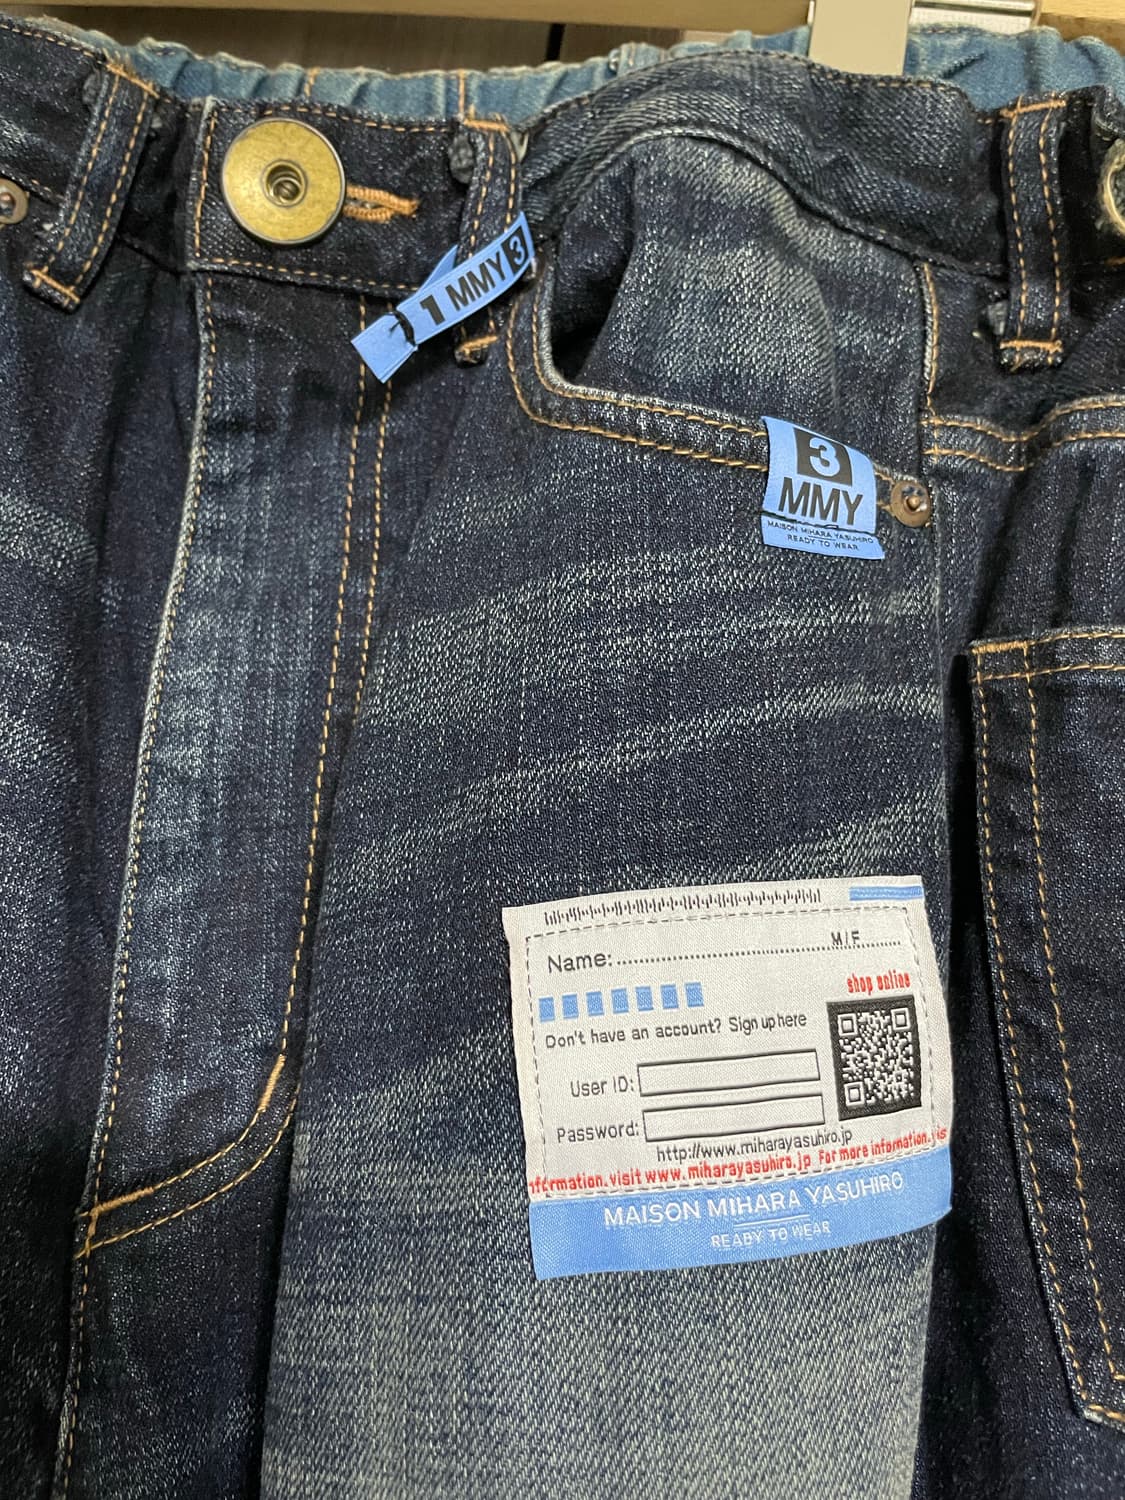 1 MMY 3
3
MMY
MAISON MIHARA YASUHIRO
READY TO WEAR
Name: M/F
shop online
Don't have an account? Sign up here
User ID:
Password:
http://www.miharayasuhiro.jp
nformation. visit www.miharayasuhiro.jp For more information. vis
MAISON MIHARA YASUHIRO
READY TO WEAR